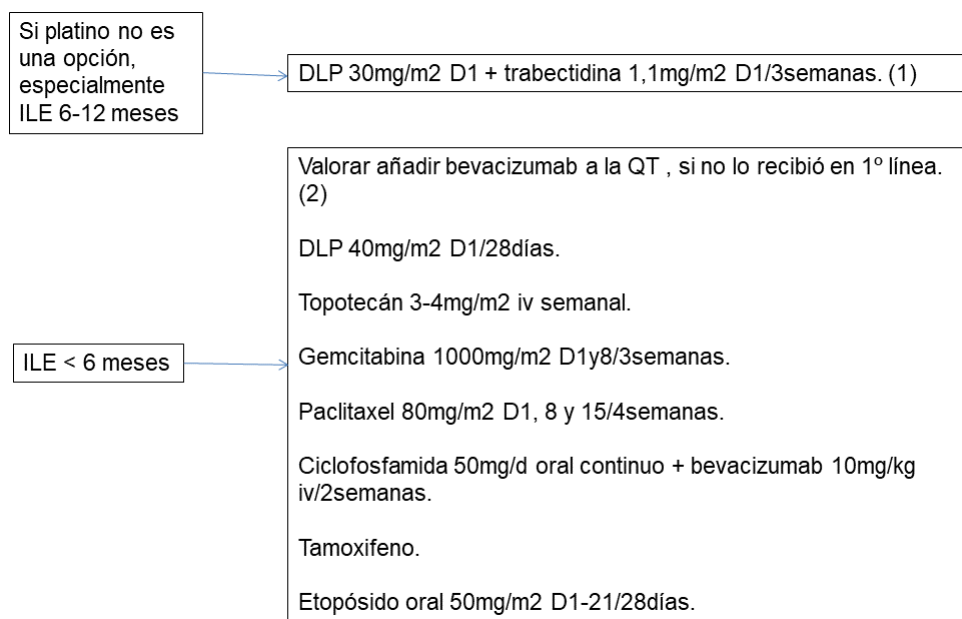 Si platino no es
una opción,
especialmente
ILE 6-12 meses
DLP 30mg/m2 D1 + trabectidina 1,1mg/m2 D1/3semanas. (1)
Valorar añadir bevacizumab a la QT , si no lo recibió en 1º línea.
(2)
DLP 40mg/m2 D1/28días.
Topotecán 3-4mg/m2 iv semanal.
ILE < 6 meses
Gemcitabina 1000mg/m2 D1y8/3semanas.
Paclitaxel 80mg/m2 D1, 8 y 15/4semanas.
Ciclofosfamida 50mg/d oral continuo + bevacizumab 10mg/kg
iv/2semanas.
Tamoxifeno.
Etopósido oral 50mg/m2 D1-21/28días.